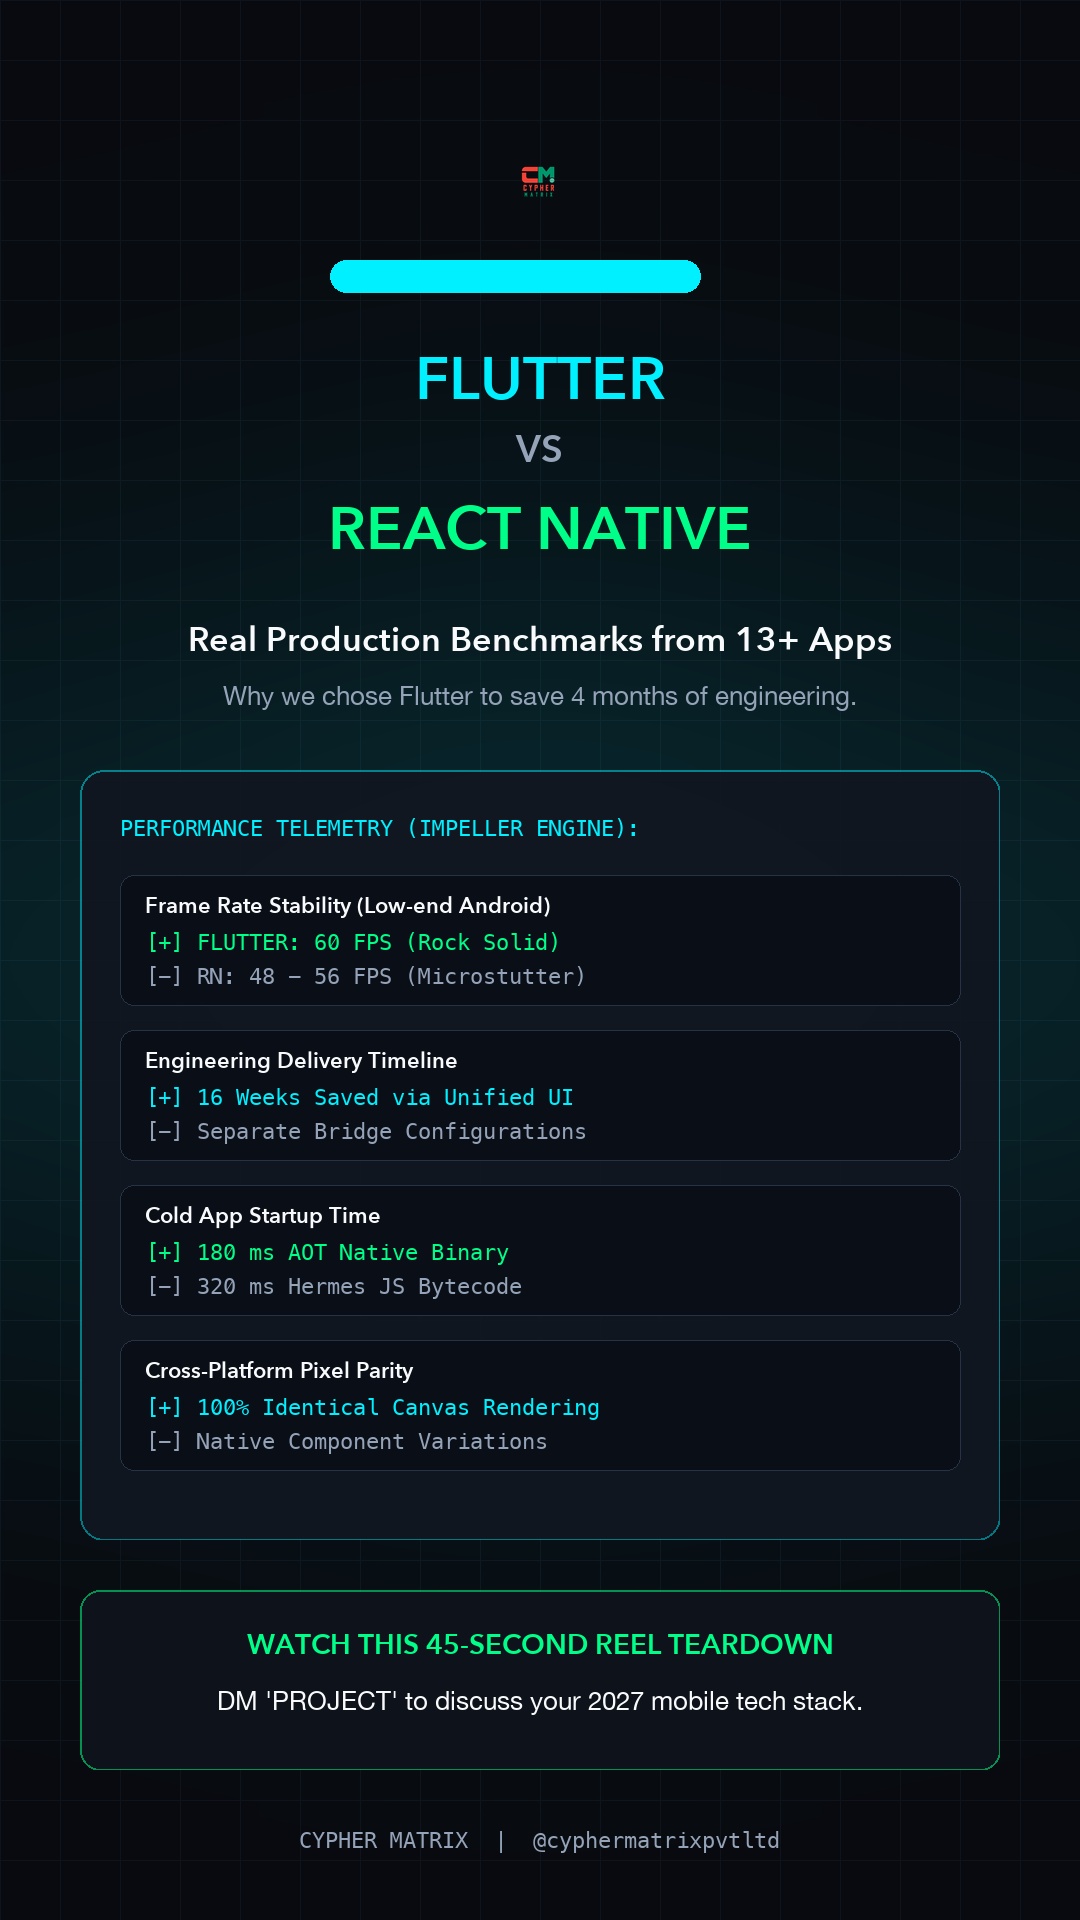 CM
CYPHER
MATRIX
FLUTTER
VS
REACT NATIVE
Real Production Benchmarks from 13+ Apps
Why we chose Flutter to save 4 months of engineering.
PERFORMANCE TELEMETRY (IMPELLER ENGINE):
Frame Rate Stability (Low-end Android)
[+] FLUTTER: 60 FPS (Rock Solid)
[−] RN: 48 – 56 FPS (Microstutter)
Engineering Delivery Timeline
[+] 16 Weeks Saved via Unified UI
[−] Separate Bridge Configurations
Cold App Startup Time
[+] 180 ms AOT Native Binary
[−] 320 ms Hermes JS Bytecode
Cross-Platform Pixel Parity
[+] 100% Identical Canvas Rendering
[−] Native Component Variations
WATCH THIS 45-SECOND REEL TEARDOWN
DM 'PROJECT' to discuss your 2027 mobile tech stack.
CYPHER MATRIX | @cyphermatrixpvtltd